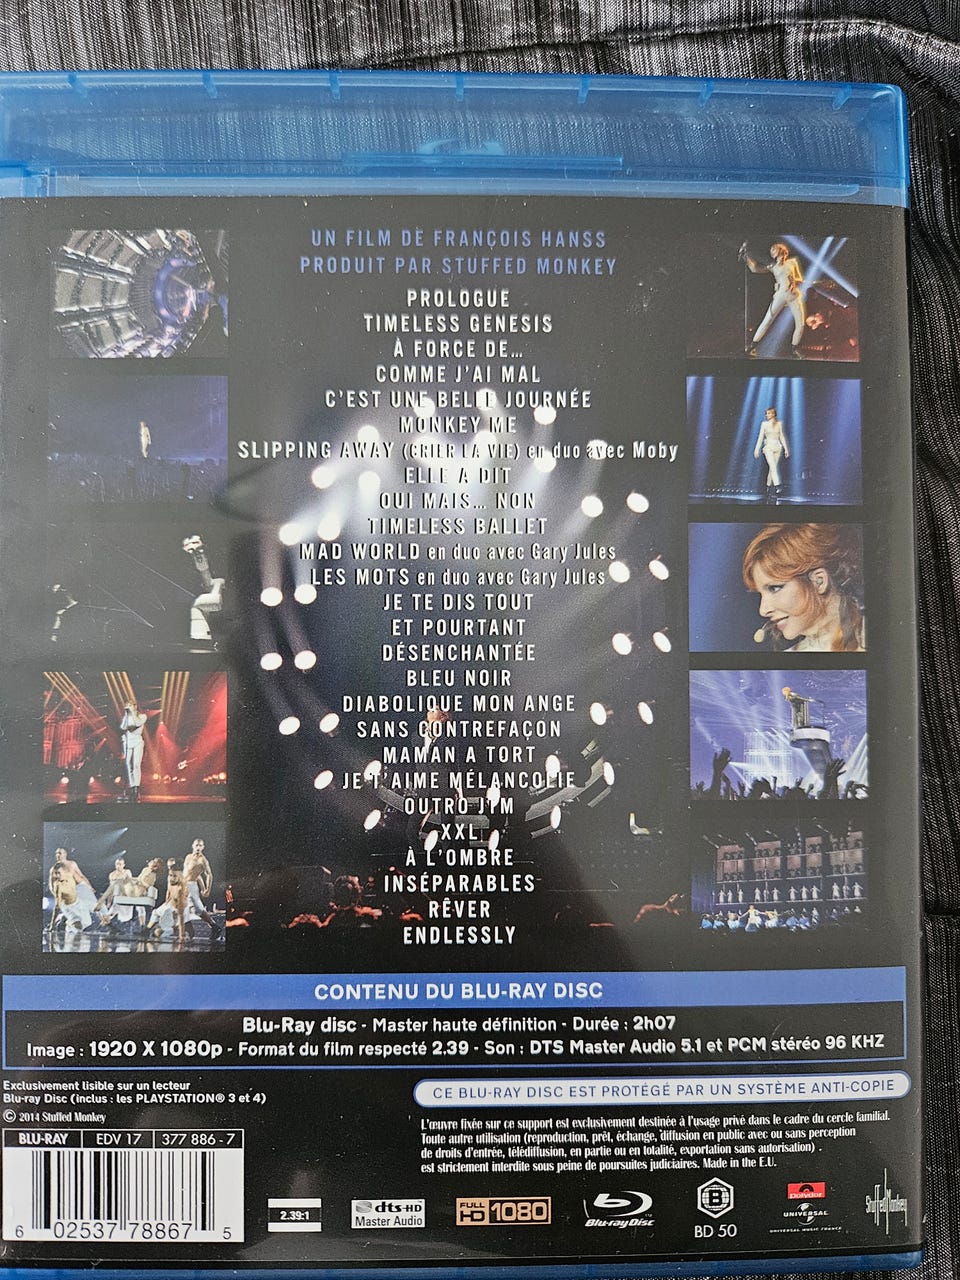 UN FILM DE FRANÇOIS HANSS
PRODUIT PAR STUFFED MONKEY
PROLOGUE
TIMELESS GENESIS
À FORCE DE...
COMME J'AI MAL
C'EST UNE BELLE JOURNÉE
MONKEY ME
SLIPPING AWAY (CRIER LA VIE) en duo avec Moby
ELLE A DIT
OUI MAIS... NON
TIMELESS BALLET
MAD WORLD en duo avec Gary Jules
LES MOTS en duo avec Gary Jules
JE TE DIS TOUT
ET POURTANT
DÉSENCHANTÉE
BLEU NOIR
DIABOLIQUE MON ANGE
SANS CONTREFAÇON
MAMAN A TORT
JE T'AIME MÉLANCOLIE
OUTRO JIM
XXL
À L'OMBRE
INSÉPARABLES
RÊVER
ENDLESSLY
CONTENU DU BLU-RAY DISC
Blu-Ray disc - Master haute définition - Durée : 2h07
Image : 1920 X 1080p - Format du film respecté 2.39 - Son : DTS Master Audio 5.1 et PCM stéréo 96 KHZ
Exclusivement lisible sur un lecteur
Blu-ray Disc (inclus : les PLAYSTATION® 3 et 4)
© 2014 Stuffed Monkey
CE BLU-RAY DISC EST PROTÉGÉ PAR UN SYSTÈME ANTI-COPIE
L'œuvre fixée sur ce support est exclusivement destinée à l'usage privé dans le cadre du cercle familial.
Toute autre utilisation (reproduction, prêt, échange, diffusion en public avec ou sans perception
de droits d'entrée, télédiffusion, en partie ou en totalité, exportation sans autorisation) .
est strictement interdite sous peine de poursuites judiciaires. Made in the E.U.
BLU-RAY EDV 17 377 886 - 7
6 02537 78867 5
2.39:1
dts-HD
Master Audio
FULL HD 1080
Blu-ray Disc
B
BD 50
Polydor
UNIVERSAL
UNIVERSAL MUSIC FRANCE
Stuffed Monkey